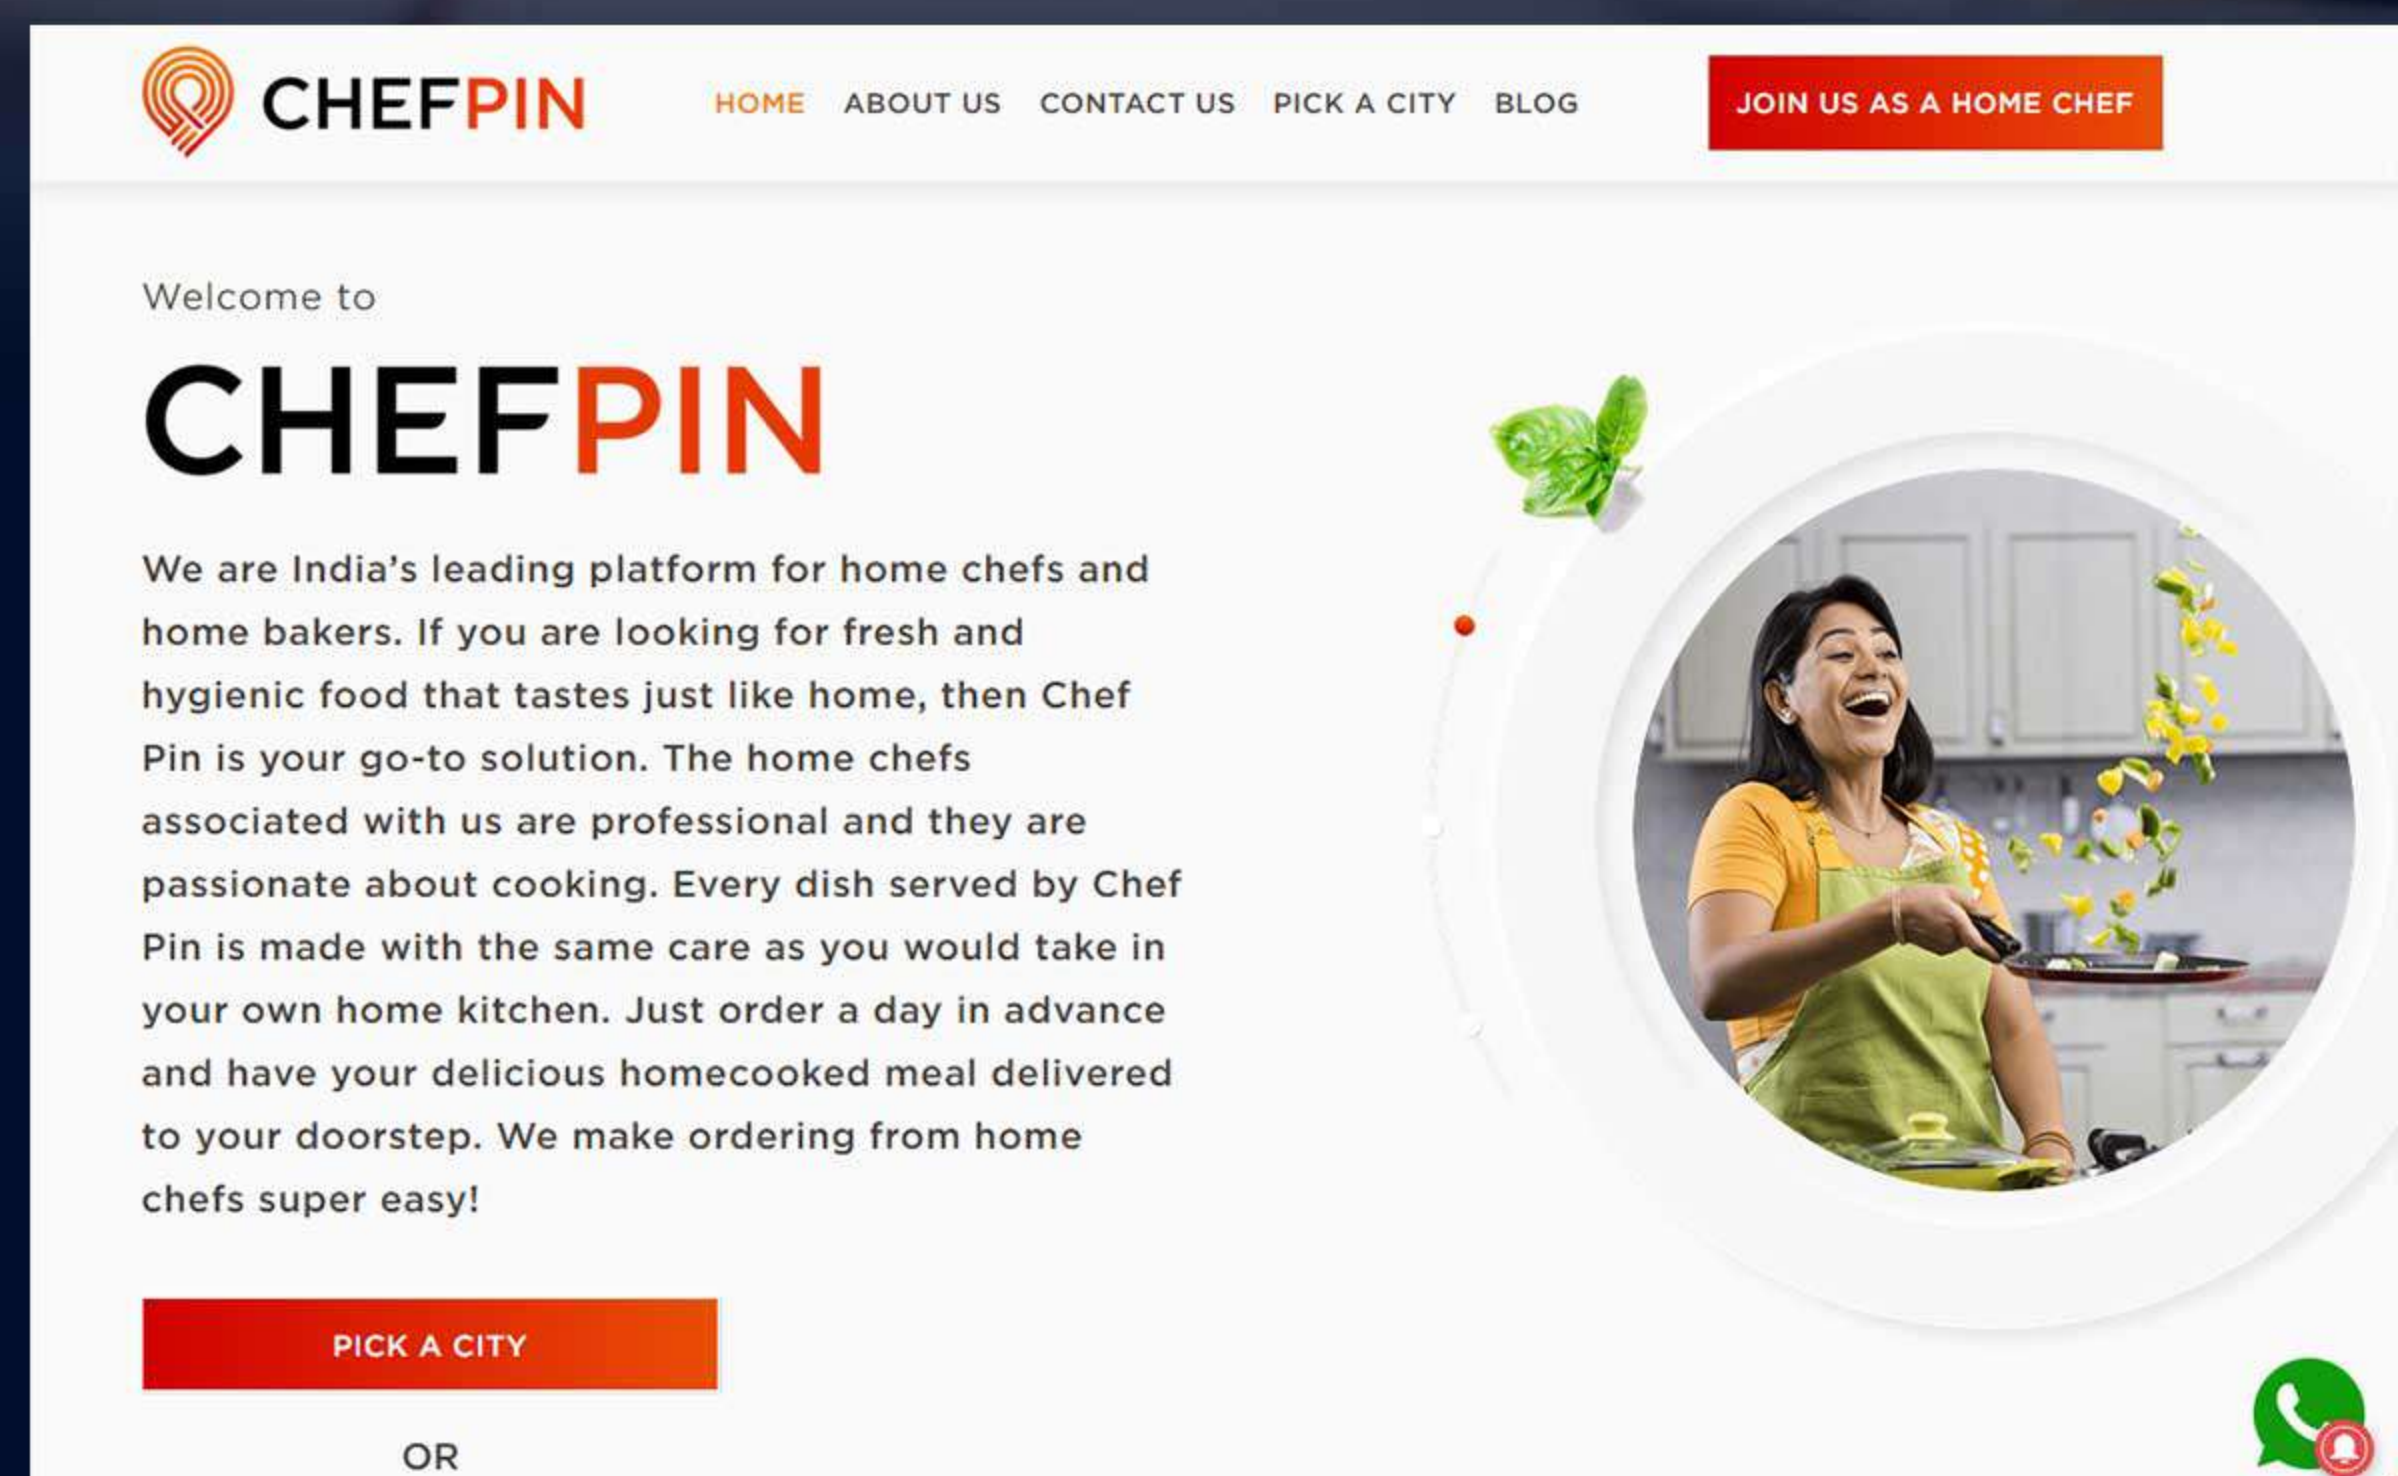 CHEFPIN
HOME ABOUT US CONTACT US PICK A CITY BLOG
JOIN US AS A HOME CHEF
Welcome to
CHEFPIN
We are India's leading platform for home chefs and
home bakers. If you are looking for fresh and
hygienic food that tastes just like home, then Chef
Pin is your go-to solution. The home chefs
associated with us are professional and they are
passionate about cooking. Every dish served by Chef
Pin is made with the same care as you would take in
your own home kitchen. Just order a day in advance
and have your delicious homecooked meal delivered
to your doorstep. We make ordering from home
chefs super easy!
PICK A CITY
OR